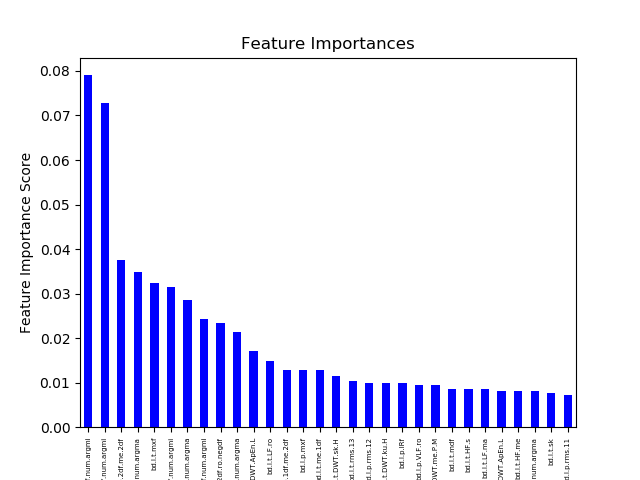 Feature Importances
Feature Importance Score
0.08
0.07
0.06
0.05
0.04
0.03
0.02
0.01
0.00
.num.argmi
.num.argmi
.2df.me.2df
num.argma
bd.l.t.mxf
num.argmi
num.argma
.num.argmi
2df.ro.negdf
num.argma
DWT.ApEn.L
bd.l.t.LF.ro
.1df.me.2df
bd.l.p.mxf
bd.l.t.me.1df
.t.DWT.sk.H
d.l.t.rms.13
d.l.p.rms.12
.t.DWT.ku.H
bd.l.p.iRf
bd.l.p.VLF.ro
DWT.me.P.M
bd.l.t.mdf
bd.l.t.HF.s
bd.l.t.LF.ma
DWT.ApEn.L
bd.l.t.HF.me
num.argma
bd.l.t.sk
d.l.p.rms.11